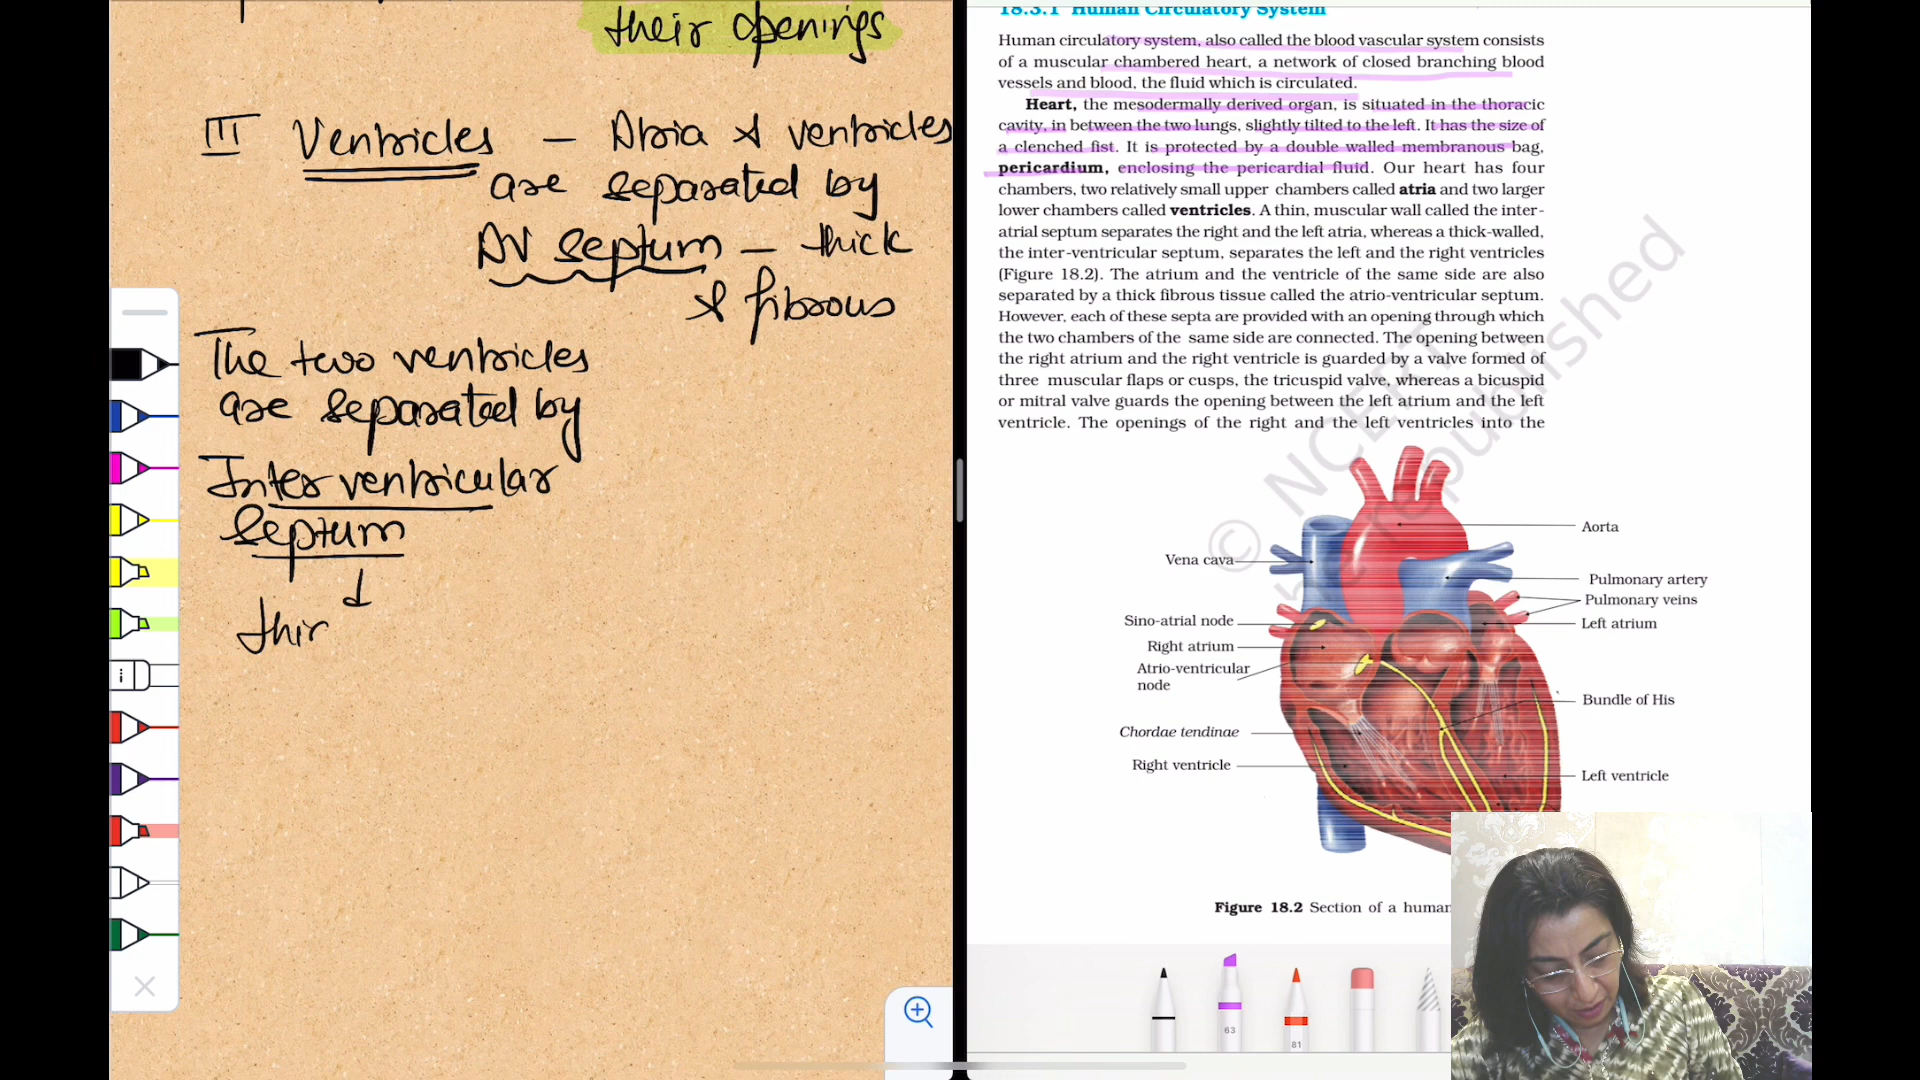 their openings
III Ventricles – Atria & ventricles
are separated by
AV septum – thick
& fibrous
The two ventricles
are separated by
Inter ventricular
septum
↓
thir
18.3.1 Human Circulatory System
Human circulatory system, also called the blood vascular system consists
of a muscular chambered heart, a network of closed branching blood
vessels and blood, the fluid which is circulated.
Heart, the mesodermally derived organ, is situated in the thoracic
cavity, in between the two lungs, slightly tilted to the left. It has the size of
a clenched fist. It is protected by a double walled membranous bag,
pericardium, enclosing the pericardial fluid. Our heart has four
chambers, two relatively small upper chambers called atria and two larger
lower chambers called ventricles. A thin, muscular wall called the inter-
atrial septum separates the right and the left atria, whereas a thick-walled,
the inter-ventricular septum, separates the left and the right ventricles
(Figure 18.2). The atrium and the ventricle of the same side are also
separated by a thick fibrous tissue called the atrio-ventricular septum.
However, each of these septa are provided with an opening through which
the two chambers of the same side are connected. The opening between
the right atrium and the right ventricle is guarded by a valve formed of
three muscular flaps or cusps, the tricuspid valve, whereas a bicuspid
or mitral valve guards the opening between the left atrium and the left
ventricle. The openings of the right and the left ventricles into the
© NCERT
be republished
Aorta
Vena cava
Pulmonary artery
Pulmonary veins
Sino-atrial node
Left atrium
Right atrium
Atrio-ventricular
node
Bundle of His
Chordae tendinae
Right ventricle
Left ventricle
Figure 18.2 Section of a human
63
81